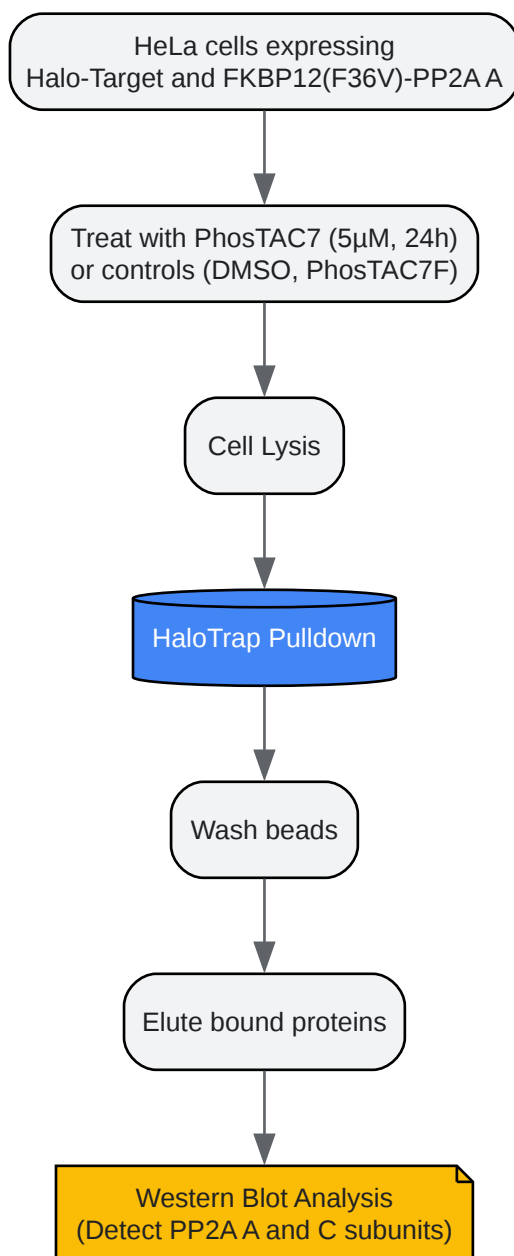 HeLa cells expressing
Halo-Target and FKBP12(F36V)-PP2A A
Treat with PhosTAC7 (5µM, 24h)
or controls (DMSO, PhosTAC7F)
Cell Lysis
HaloTrap Pulldown
Wash beads
Elute bound proteins
Western Blot Analysis
(Detect PP2A A and C subunits)